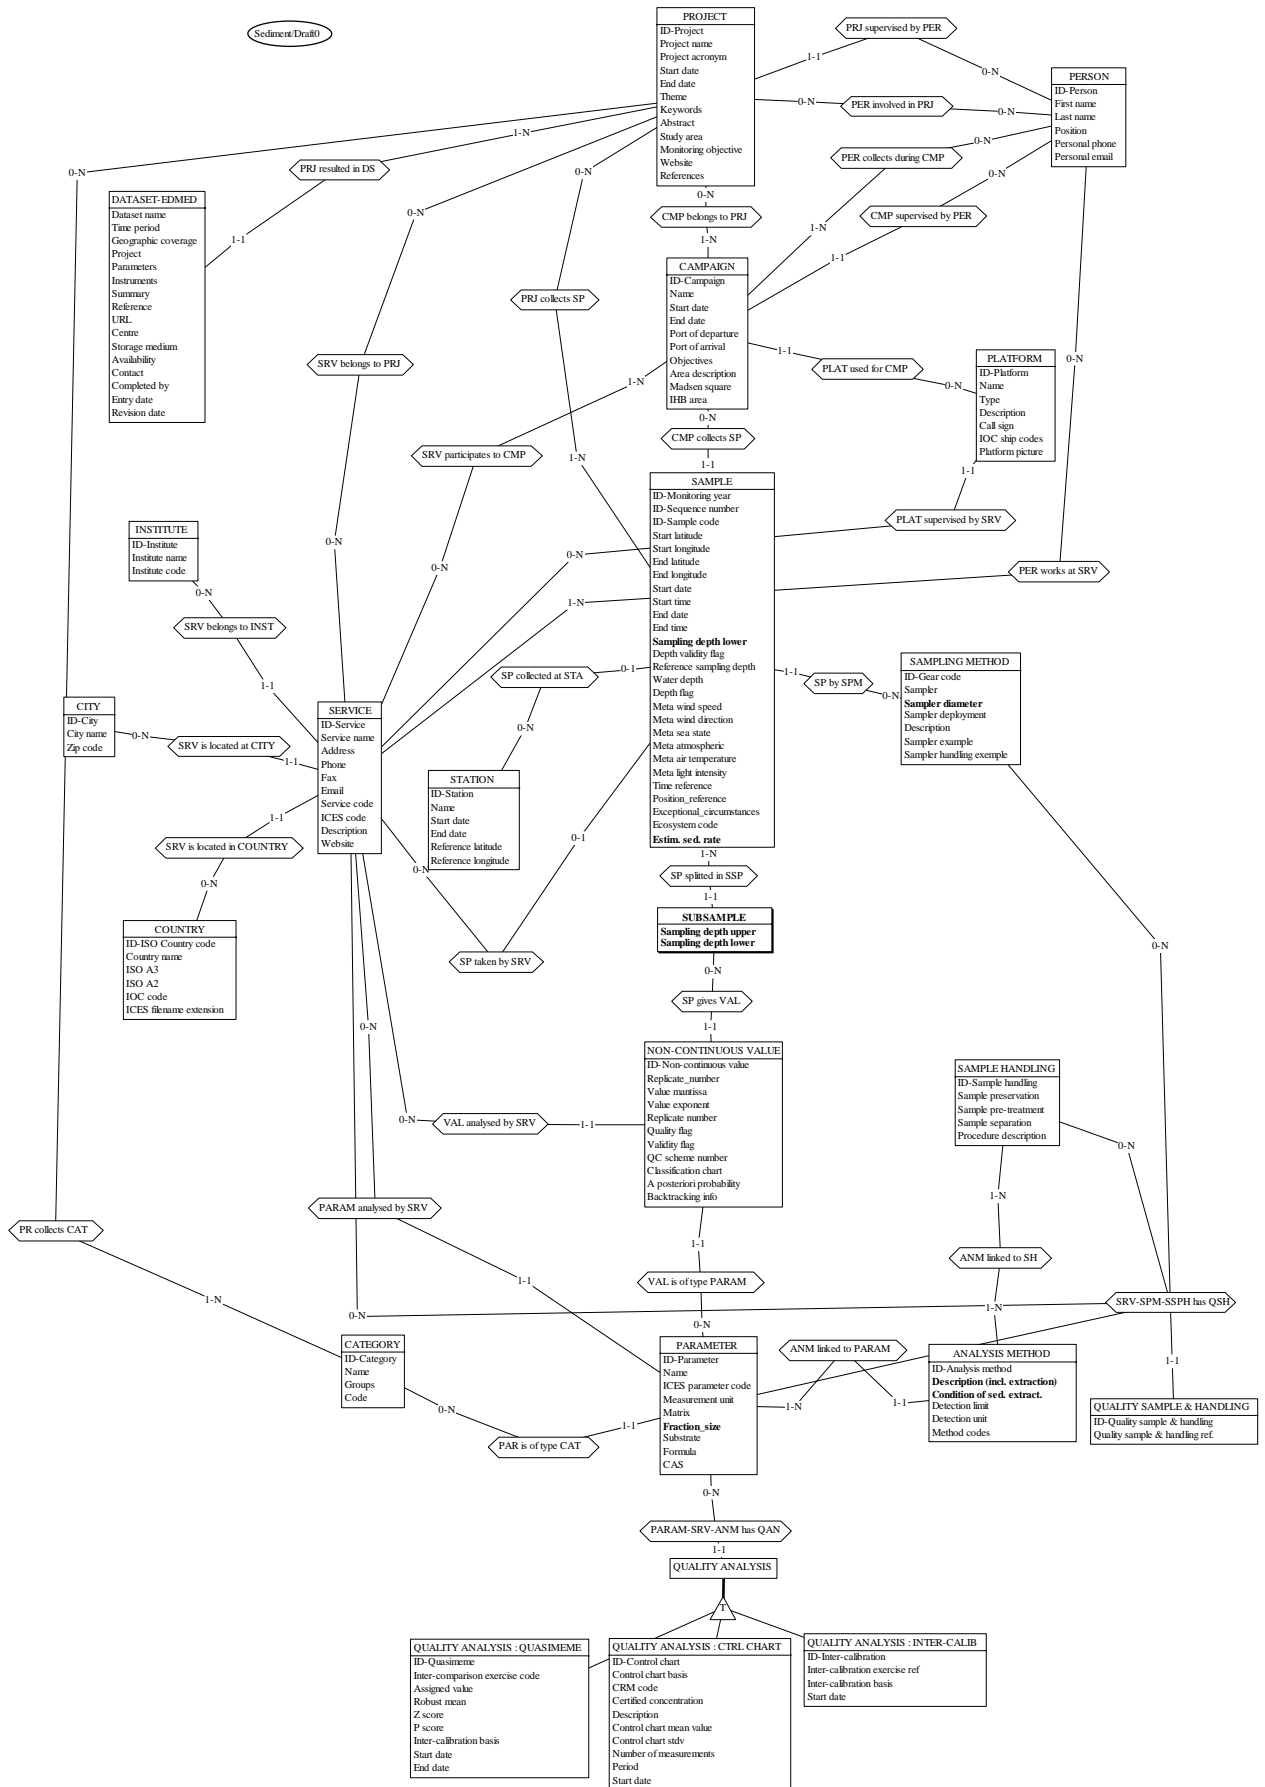 Sediment/Draft0
PROJECT
ID-Project
Project name
Project acronym
Start date
End date
Theme
Keywords
Abstract
Study area
Monitoring objective
Website
References
PRJ supervised by PER
1-1
0-N
PERSON
ID-Person
First name
Last name
Position
Personal phone
Personal email
0-N
PER involved in PRJ
0-N
1-N
PRJ resulted in DS
1-1
0-N
0-N
0-N
PER collects during CMP
0-N
1-N
0-N
CMP supervised by PER
1-1
DATASET-EDMED
Dataset name
Time period
Geographic coverage
Project
Parameters
Instruments
Summary
Reference
URL
Centre
Storage medium
Availability
Contact
Completed by
Entry date
Revision date
0-N
CMP belongs to PRJ
1-N
CAMPAIGN
ID-Campaign
Name
Start date
End date
Port of departure
Port of arrival
Objectives
Area description
Madsen square
IHB area
PRJ collects SP
1-N
SRV belongs to PRJ
0-N
1-1
PLAT used for CMP
0-N
PLATFORM
ID-Platform
Name
Type
Description
Call sign
IOC ship codes
Platform picture
0-N
1-N
SRV participates to CMP
0-N
0-N
CMP collects SP
1-1
1-1
PLAT supervised by SRV
0-N
PER works at SRV
1-N
SAMPLE
ID-Monitoring year
ID-Sequence number
ID-Sample code
Start latitude
Start longitude
End latitude
End longitude
Start date
Start time
End date
End time
Sampling depth lower
Depth validity flag
Reference sampling depth
Water depth
Depth flag
Meta wind speed
Meta wind direction
Meta sea state
Meta atmospheric
Meta air temperature
Meta light intensity
Time reference
Position_reference
Exceptional_circumstances
Ecosystem code
Estim. sed. rate
INSTITUTE
ID-Institute
Institute name
Institute code
0-N
SRV belongs to INST
1-1
0-1
SP collected at STA
0-N
1-1
SP by SPM
0-N
SAMPLING METHOD
ID-Gear code
Sampler
Sampler diameter
Sampler deployment
Description
Sampler example
Sampler handling exemple
CITY
ID-City
City name
Zip code
0-N
SRV is located at CITY
1-1
SERVICE
ID-Service
Service name
Address
Phone
Fax
Email
Service code
ICES code
Description
Website
STATION
ID-Station
Name
Start date
End date
Reference latitude
Reference longitude
1-1
SRV is located in COUNTRY
0-N
0-1
0-N
SP taken by SRV
1-N
SP splitted in SSP
1-1
SUBSAMPLE
Sampling depth upper
Sampling depth lower
COUNTRY
ID-ISO Country code
Country name
ISO A3
ISO A2
IOC code
ICES filename extension
0-N
0-N
SP gives VAL
1-1
0-N
NON-CONTINUOUS VALUE
ID-Non-continuous value
Replicate_number
Value mantissa
Value exponent
Replicate number
Quality flag
Validity flag
QC scheme number
Classification chart
A posteriori probability
Backtracking info
SAMPLE HANDLING
ID-Sample handling
Sample preservation
Sample pre-treatment
Sample separation
Procedure description
0-N
VAL analysed by SRV
1-1
0-N
1-N
PARAM analysed by SRV
PR collects CAT
1-1
ANM linked to SH
1-1
VAL is of type PARAM
1-N
0-N
0-N
1-N
SRV-SPM-SSPH has QSH
CATEGORY
ID-Category
Name
Groups
Code
PARAMETER
ID-Parameter
Name
ICES parameter code
Measurement unit
Matrix
Fraction_size
Substrate
Formula
CAS
ANM linked to PARAM
1-N
1-1
ANALYSIS METHOD
ID-Analysis method
Description (incl. extraction)
Condition of sed. extract.
Detection limit
Detection unit
Method codes
1-1
QUALITY SAMPLE & HANDLING
ID-Quality sample & handling
Quality sample & handling ref.
0-N
PAR is of type CAT
1-1
0-N
PARAM-SRV-ANM has QAN
1-1
QUALITY ANALYSIS
T
QUALITY ANALYSIS : QUASIMEME
ID-Quasimeme
Inter-comparison exercise code
Assigned value
Robust mean
Z score
P score
Inter-calibration basis
Start date
End date
QUALITY ANALYSIS : CTRL CHART
ID-Control chart
Control chart basis
CRM code
Certified concentration
Description
Control chart mean value
Control chart stdv
Number of measurements
Period
Start date
QUALITY ANALYSIS : INTER-CALIB
ID-Inter-calibration
Inter-calibration exercise ref
Inter-calibration basis
Start date